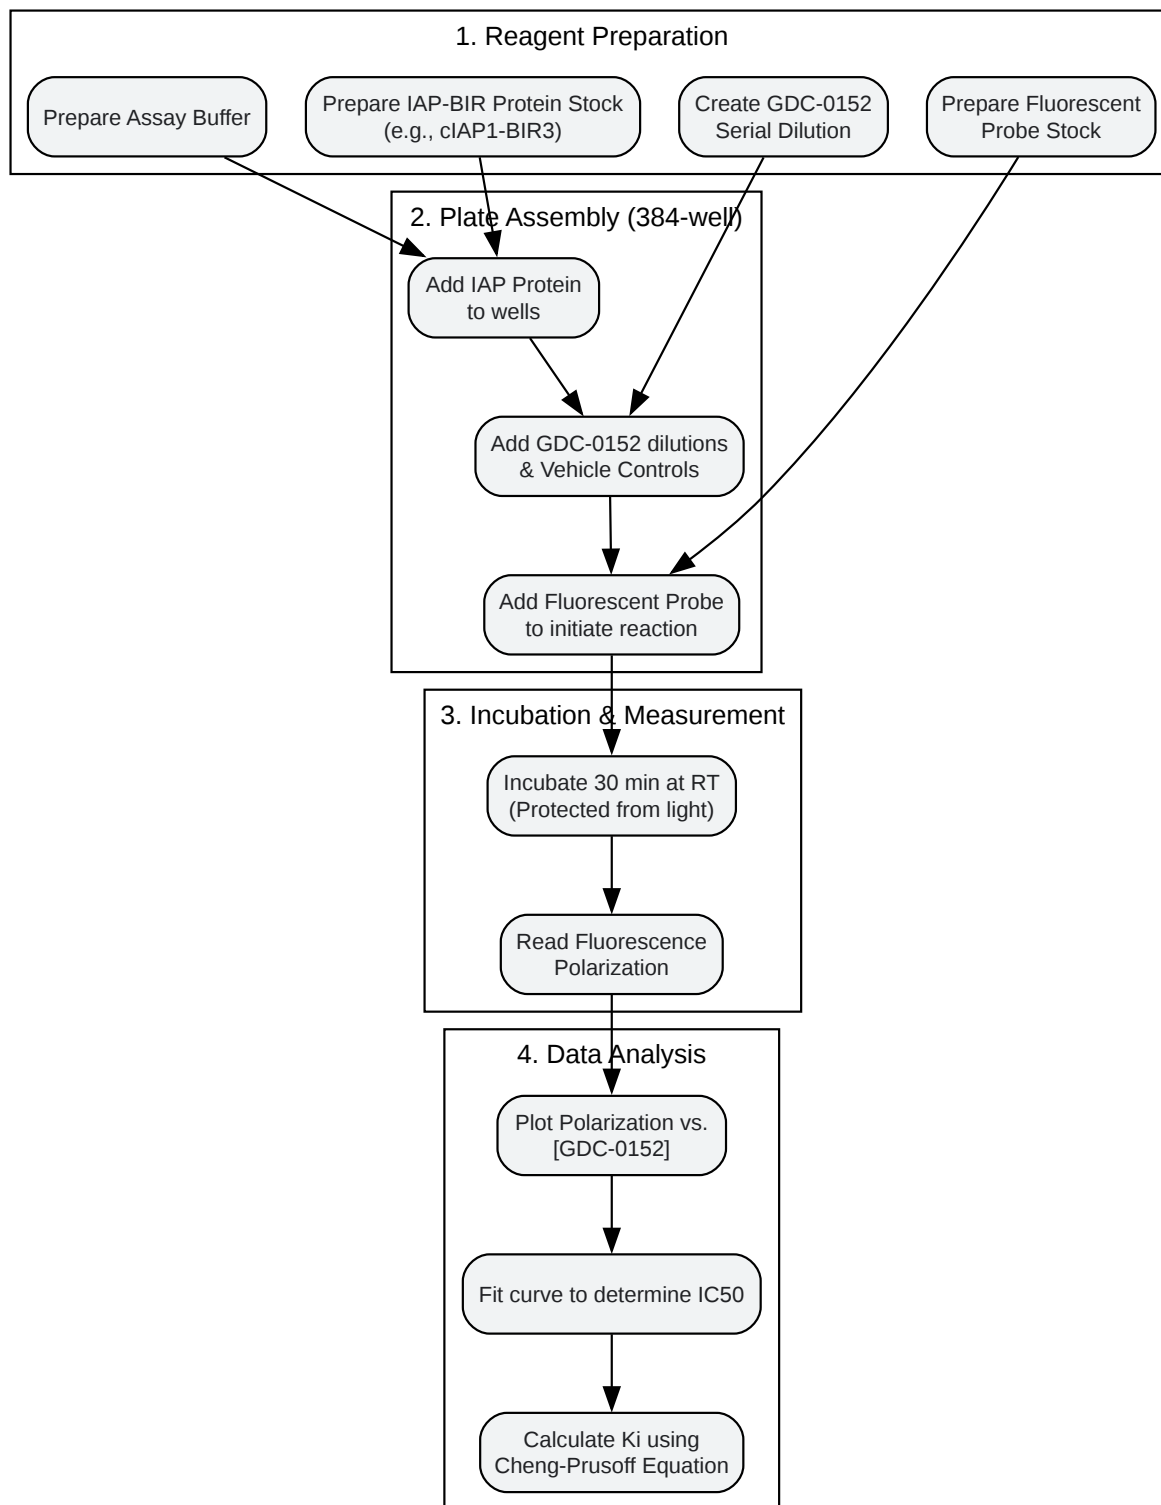 1. Reagent Preparation
Prepare Assay Buffer
Prepare IAP-BIR Protein Stock
(e.g., cIAP1-BIR3)
Create GDC-0152
Serial Dilution
Prepare Fluorescent
Probe Stock
2. Plate Assembly (384-well)
Add IAP Protein
to wells
Add GDC-0152 dilutions
& Vehicle Controls
Add Fluorescent Probe
to initiate reaction
3. Incubation & Measurement
Incubate 30 min at RT
(Protected from light)
Read Fluorescence
Polarization
4. Data Analysis
Plot Polarization vs.
[GDC-0152]
Fit curve to determine IC50
Calculate Ki using
Cheng-Prusoff Equation